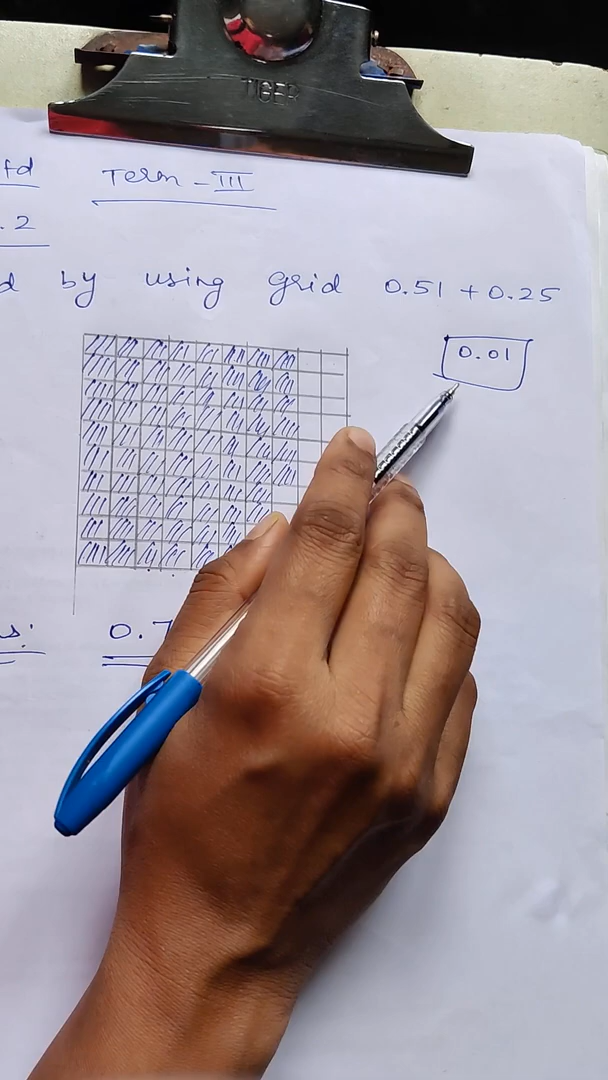 TIGER
fd Term - III
.2
d by using grid 0.51 + 0.25
0.01
s: 0.7